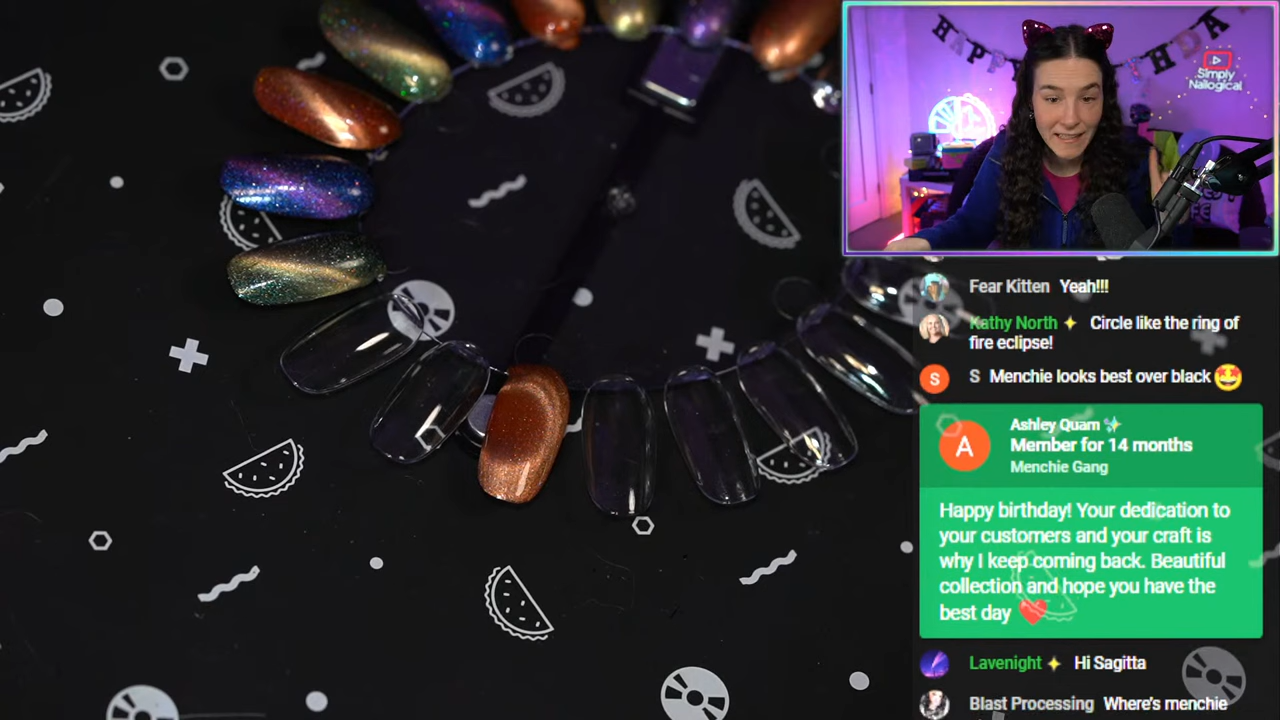 HAPP
HDA
Simply
Nailogical
Fear Kitten Yeah!!!
Kathy North Circle like the ring of
fire eclipse!
S
S Menchie looks best over black
Ashley Quam
A
Member for 14 months
Menchie Gang
Happy birthday! Your dedication to
your customers and your craft is
why I keep coming back. Beautiful
collection and hope you have the
best day
Lavenight Hi Sagitta
Blast Processing Where's menchie